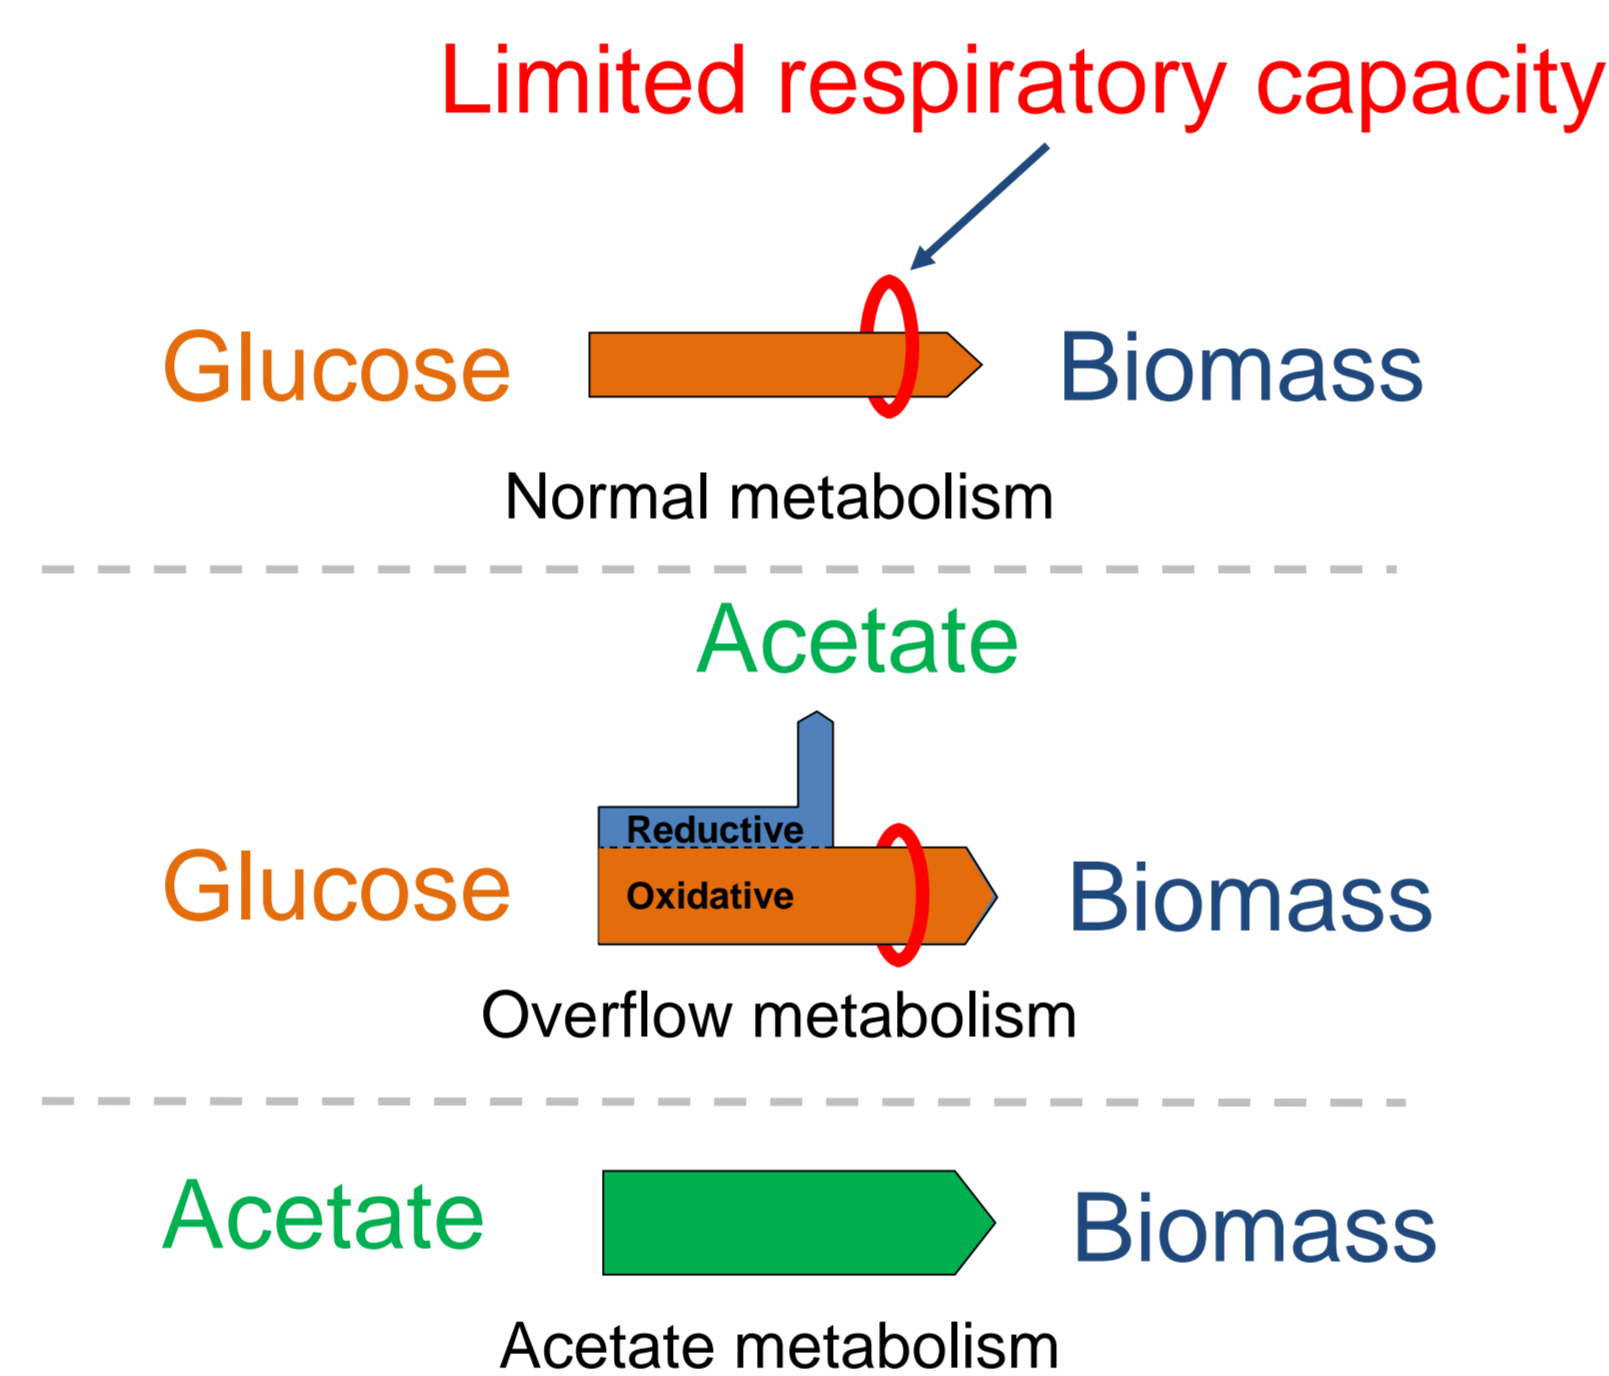 Limited respiratory capacity
Glucose
Biomass
Normal metabolism
Acetate
Reductive
Glucose
Oxidative
Biomass
Overflow metabolism
Acetate
Biomass
Acetate metabolism